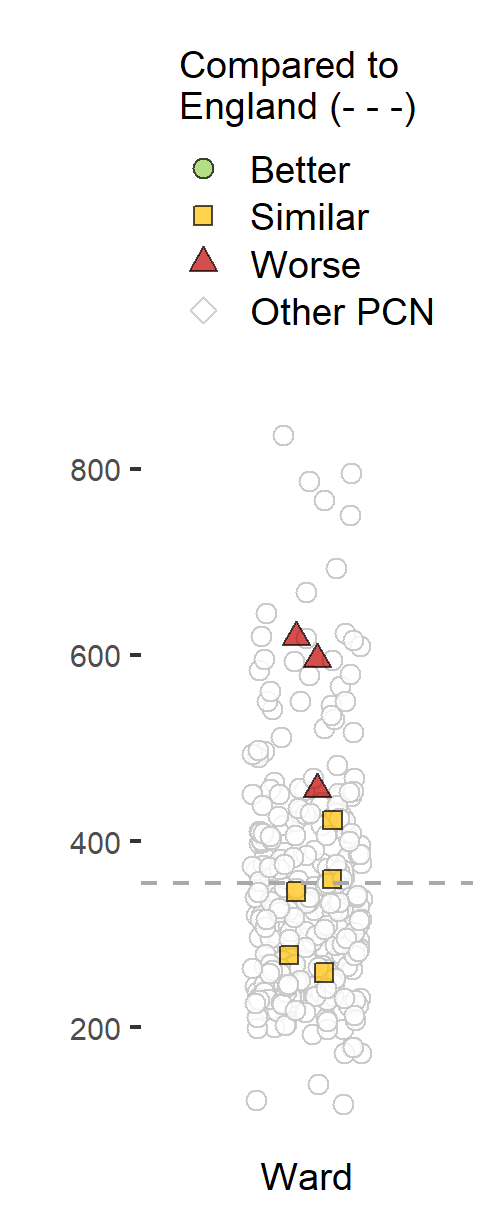 Compared to
England (- - -)
Better
Similar
Worse
Other PCN
800
600
400
200
Ward